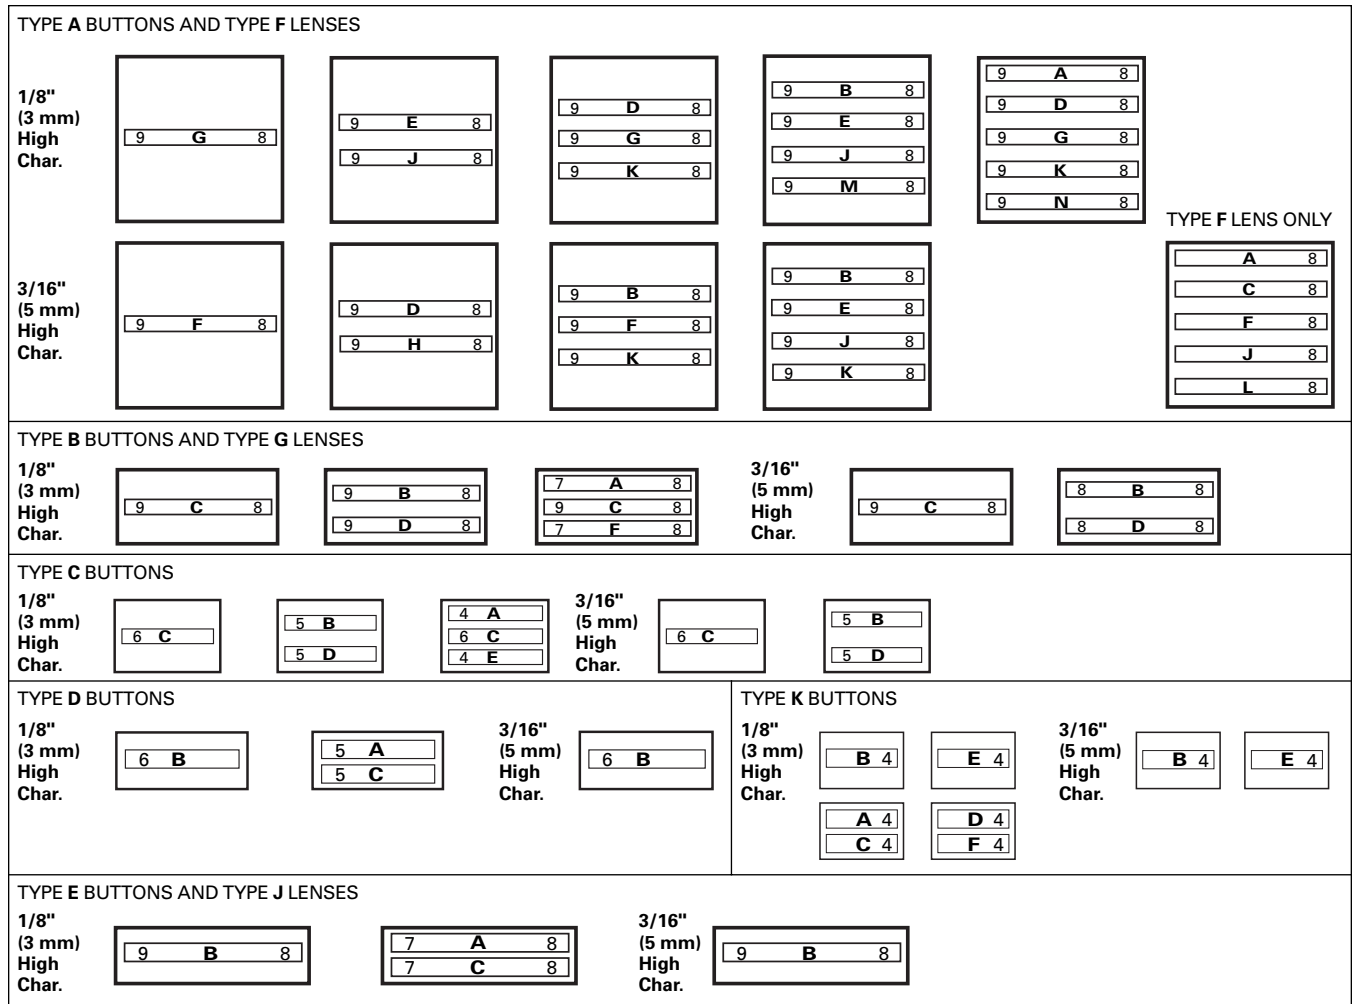 TYPE A BUTTONS AND TYPE F LENSES
1/8"
(3 mm)
High
Char.
9 G 8
9 E 8
9 J 8
9 D 8
9 G 8
9 K 8
9 B 8
9 E 8
9 J 8
9 M 8
9 A 8
9 D 8
9 G 8
9 K 8
9 N 8
3/16"
(5 mm)
High
Char.
9 F 8
9 D 8
9 H 8
9 B 8
9 F 8
9 K 8
9 B 8
9 E 8
9 J 8
9 K 8
TYPE F LENS ONLY
A 8
C 8
F 8
J 8
L 8
TYPE B BUTTONS AND TYPE G LENSES
1/8"
(3 mm)
High
Char.
9 C 8
9 B 8
9 D 8
7 A 8
9 C 8
7 F 8
3/16"
(5 mm)
High
Char.
9 C 8
8 B 8
8 D 8
TYPE C BUTTONS
1/8"
(3 mm)
High
Char.
6 C
5 B
5 D
4 A
6 C
4 E
3/16"
(5 mm)
High
Char.
6 C
5 B
5 D
TYPE D BUTTONS
1/8"
(3 mm)
High
Char.
6 B
5 A
5 C
3/16"
(5 mm)
High
Char.
6 B
TYPE K BUTTONS
1/8"
(3 mm)
High
Char.
B 4
E 4
A 4
C 4
D 4
F 4
3/16"
(5 mm)
High
Char.
B 4
E 4
TYPE E BUTTONS AND TYPE J LENSES
1/8"
(3 mm)
High
Char.
9 B 8
7 A 8
7 C 8
3/16"
(5 mm)
High
Char.
9 B 8